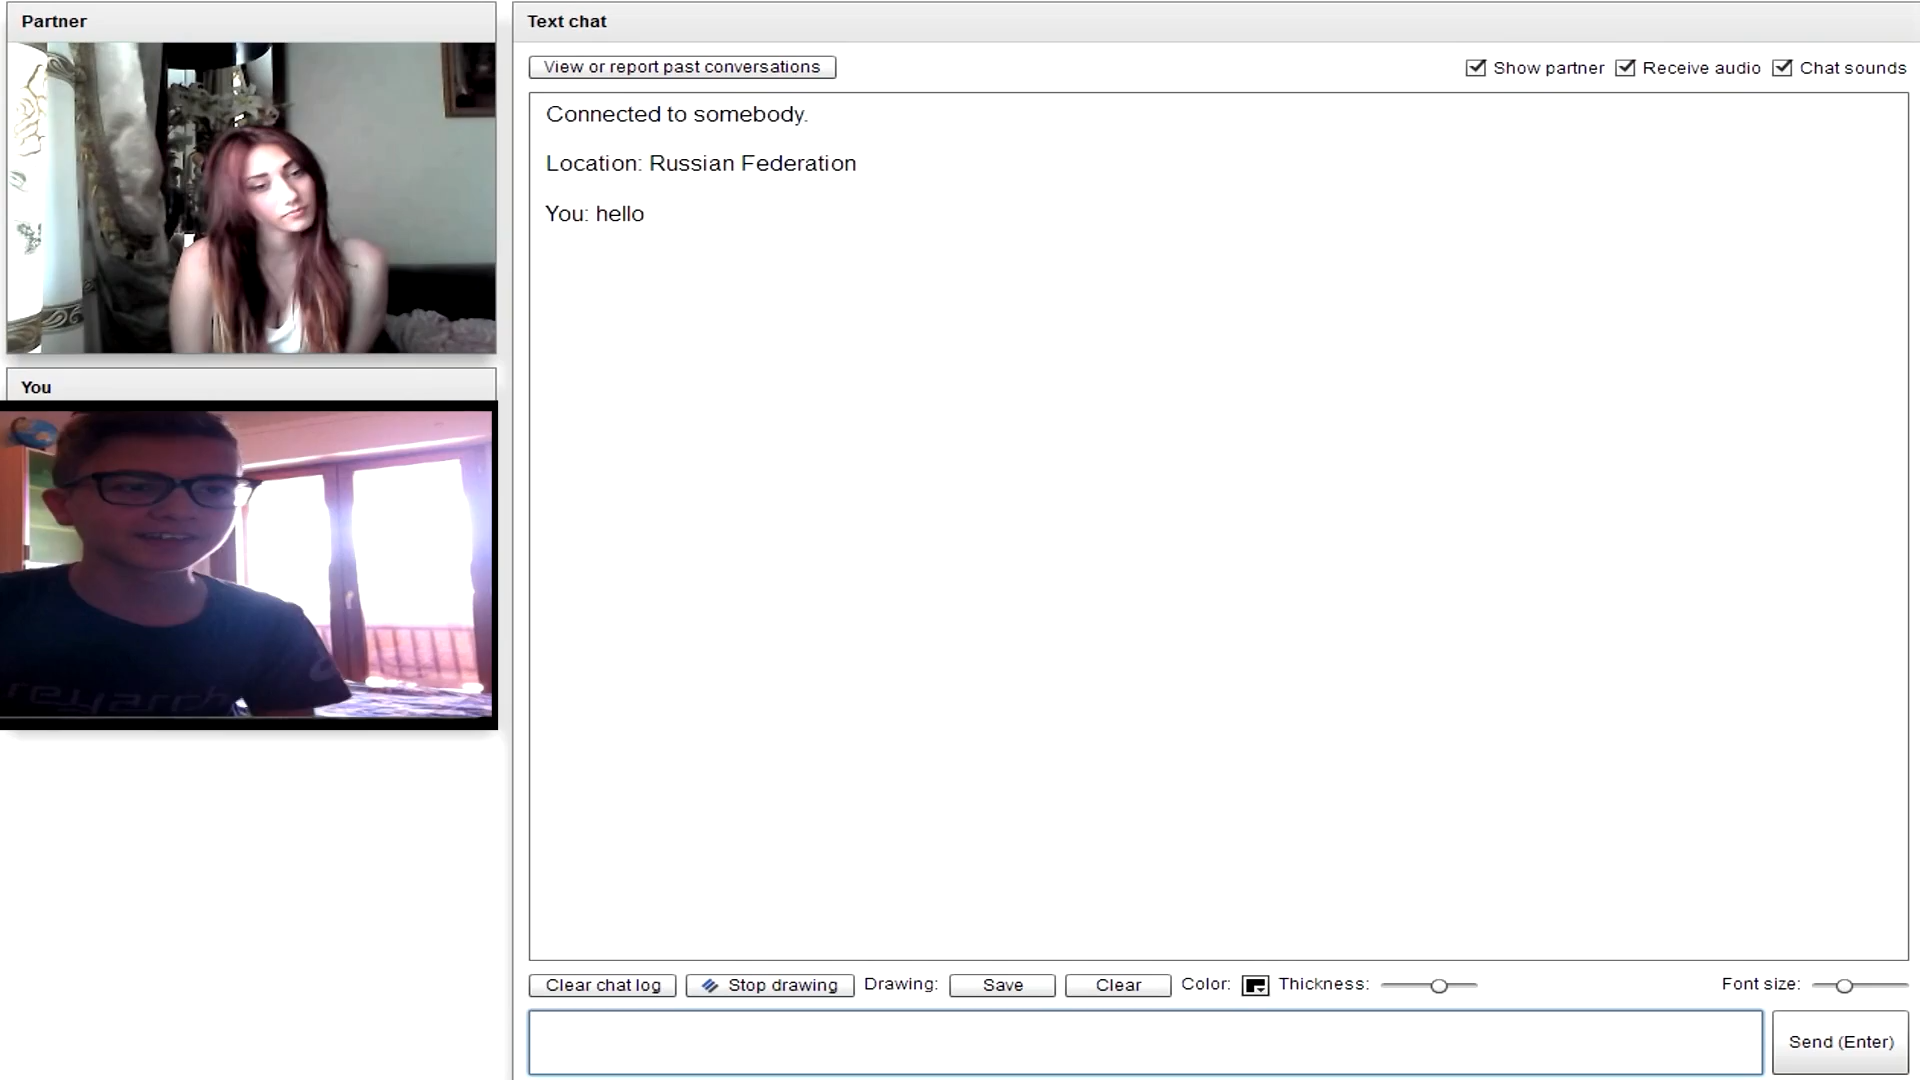 Partner
Text chat
View or report past conversations
Show partner
Receive audio
Chat sounds
Connected to somebody.
Location: Russian Federation
You: hello
You
Clear chat log
Stop drawing
Drawing:
Save
Clear
Color:
Thickness:
Font size:
Send (Enter)